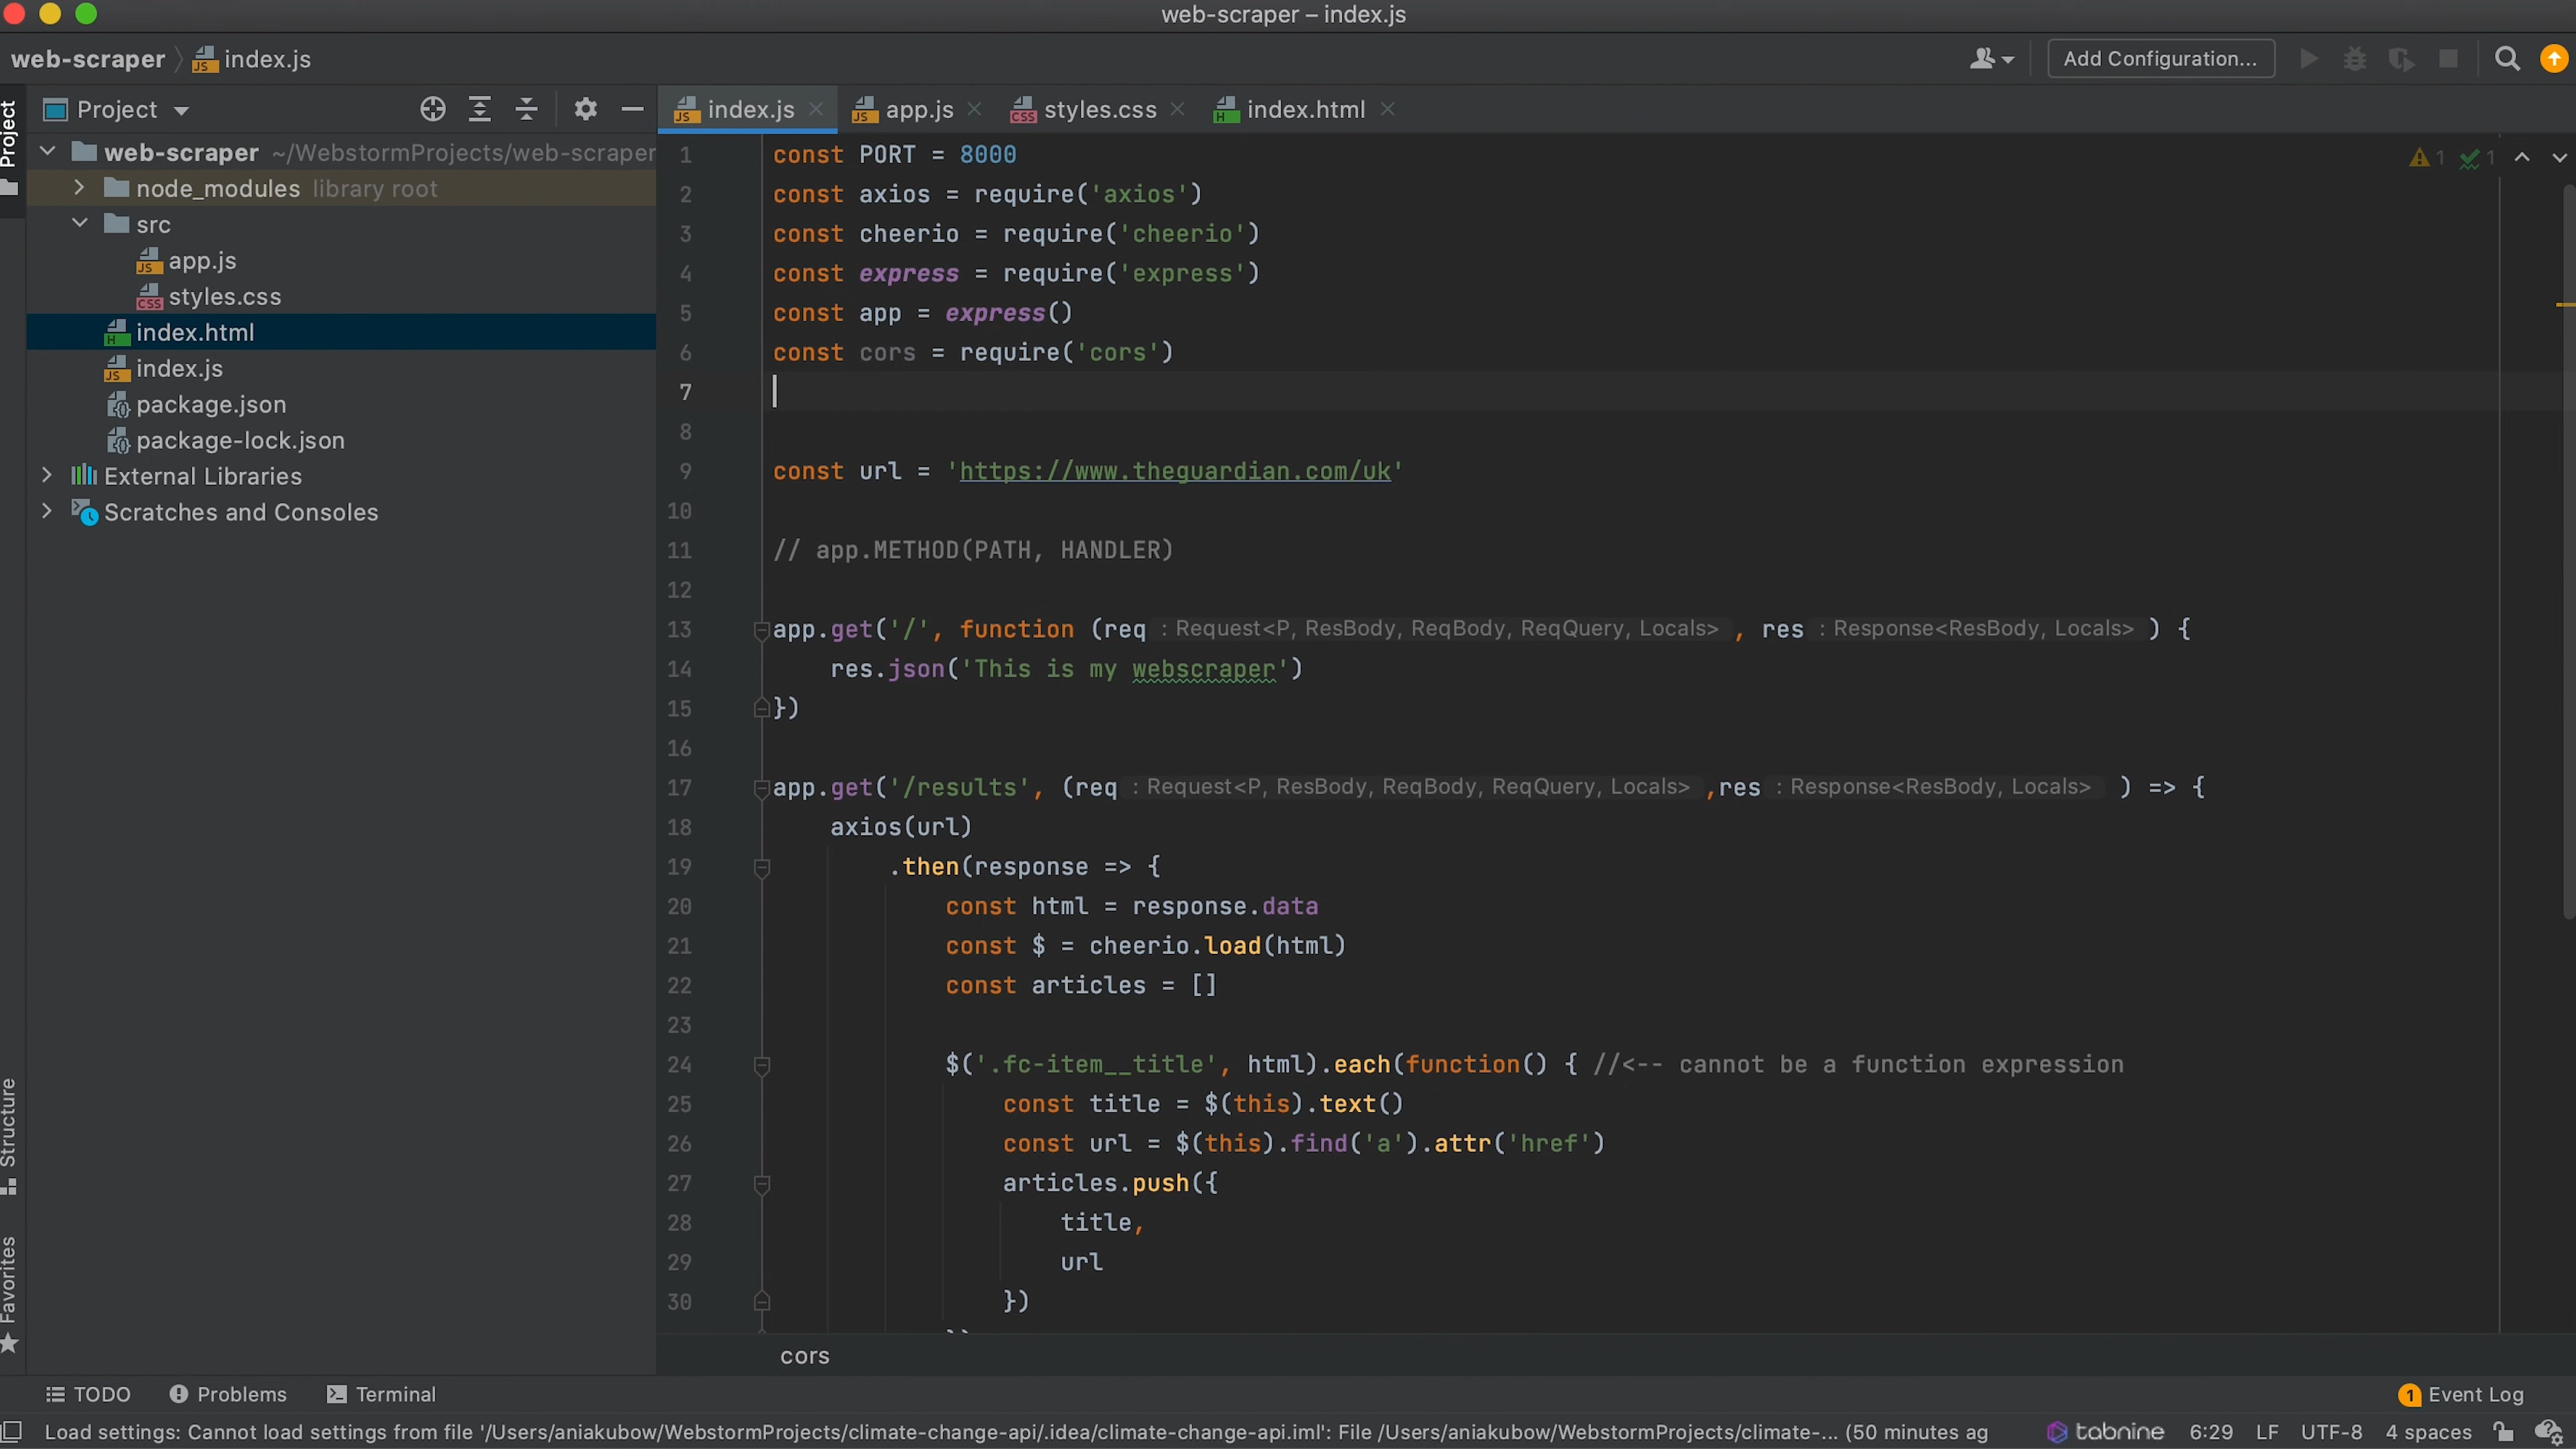 web-scraper – index.js
web-scraper
index.js
Add Configuration...
Project
Project
index.js
app.js
styles.css
index.html
web-scraper ~/WebstormProjects/web-scraper
node_modules library root
src
app.js
styles.css
index.html
index.js
package.json
package-lock.json
External Libraries
Scratches and Consoles
1 const PORT = 8000
2 const axios = require('axios')
3 const cheerio = require('cheerio')
4 const express = require('express')
5 const app = express()
6 const cors = require('cors')
7
8
9 const url = 'https://www.theguardian.com/uk'
10
11 // app.METHOD(PATH, HANDLER)
12
13 app.get('/', function (req : Request<P, ResBody, ReqBody, ReqQuery, Locals> , res : Response<ResBody, Locals> ) {
14 res.json('This is my webscraper')
15 })
16
17 app.get('/results', (req : Request<P, ResBody, ReqBody, ReqQuery, Locals> ,res : Response<ResBody, Locals> ) => {
18 axios(url)
19 .then(response => {
20 const html = response.data
21 const $ = cheerio.load(html)
22 const articles = []
23
24 $('.fc-item__title', html).each(function() { //<-- cannot be a function expression
25 const title = $(this).text()
26 const url = $(this).find('a').attr('href')
27 articles.push({
28 title,
29 url
30 })
1 1
cors
Structure
Favorites
TODO
Problems
Terminal
1 Event Log
Load settings: Cannot load settings from file '/Users/aniakubow/WebstormProjects/climate-change-api/.idea/climate-change-api.iml': File /Users/aniakubow/WebstormProjects/climate-... (50 minutes ag
tabnine
6:29
LF
UTF-8
4 spaces